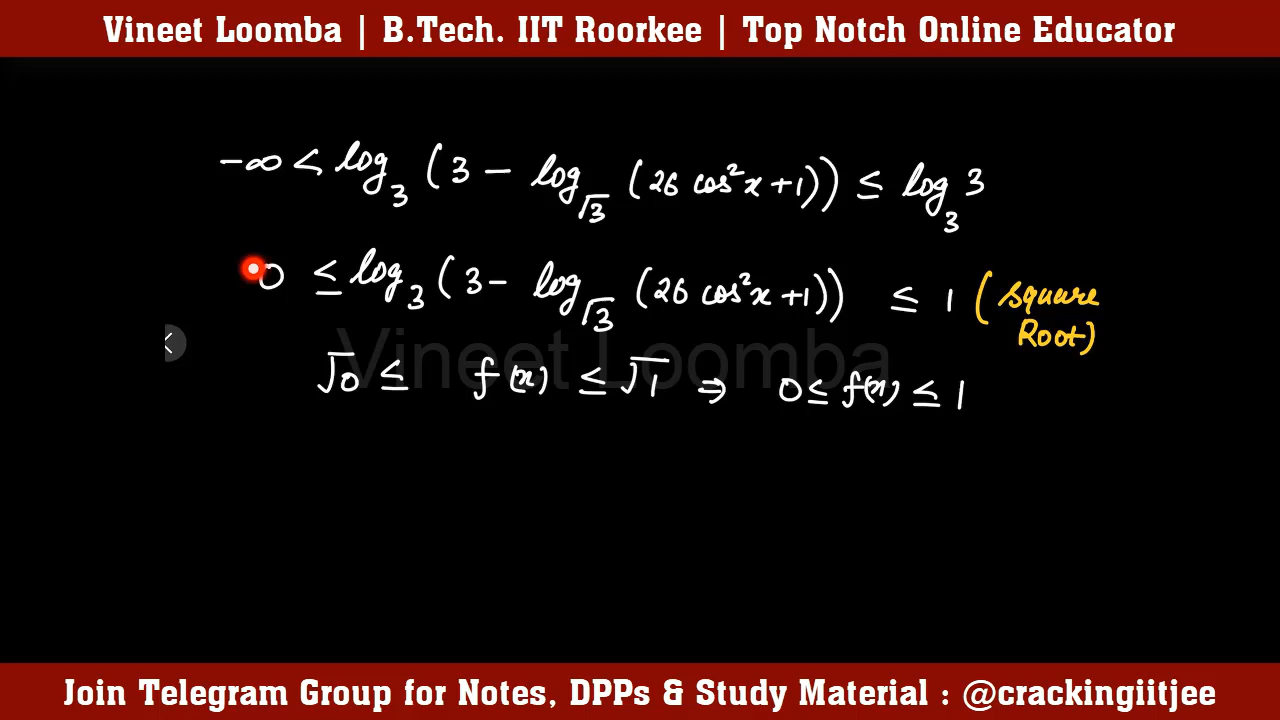 Vineet Loomba | B.Tech. IIT Roorkee | Top Notch Online Educator
-∞ < log₃ (3 - log_√3 (26 cos²x + 1)) ≤ log₃ 3
0 ≤ log₃ (3 - log_√3 (26 cos²x + 1)) ≤ 1 (Square
Root)
Vineet Loomba
√0 ≤ f(x) ≤ √1 ⇒ 0 ≤ f(x) ≤ 1
Join Telegram Group for Notes, DPPs & Study Material : @crackingiitjee